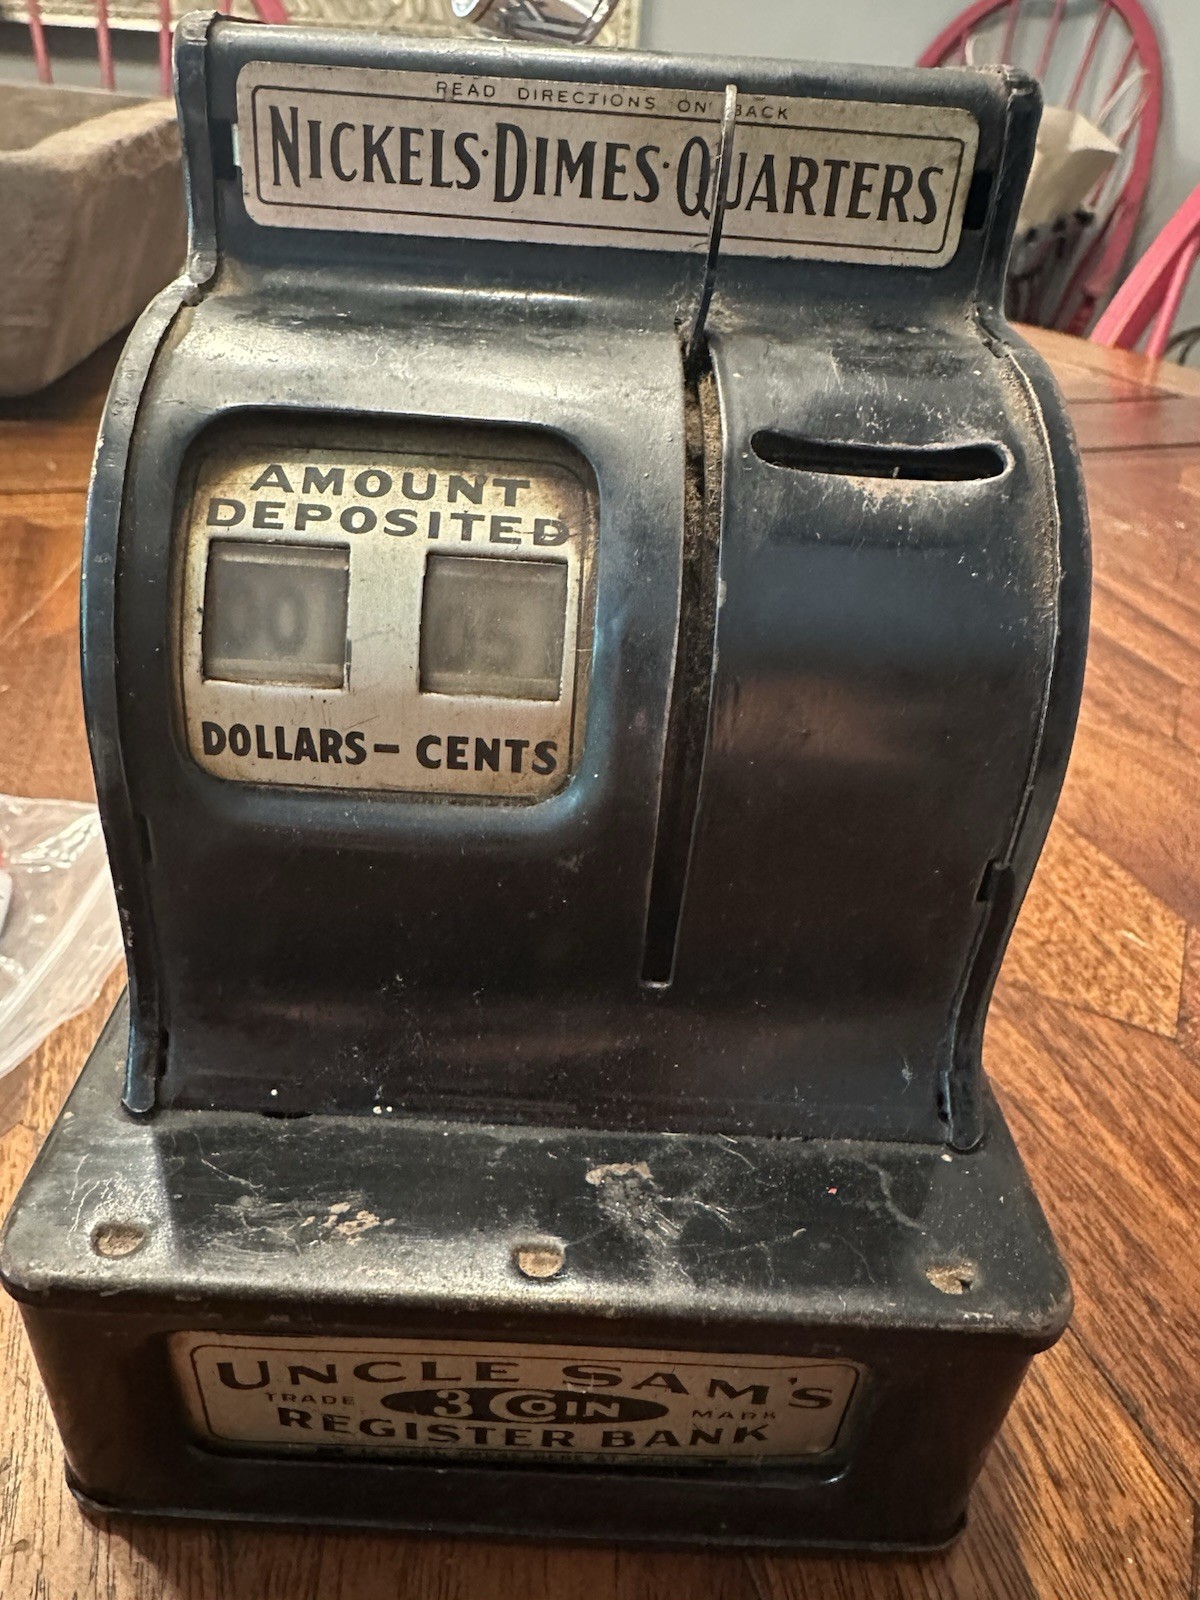 READ DIRECTIONS ON BACK
NICKELS·DIMES·QUARTERS
AMOUNT
DEPOSITED
00 05
DOLLARS— CENTS
UNCLE SAM'S
TRADE 3 COIN MARK
REGISTER BANK